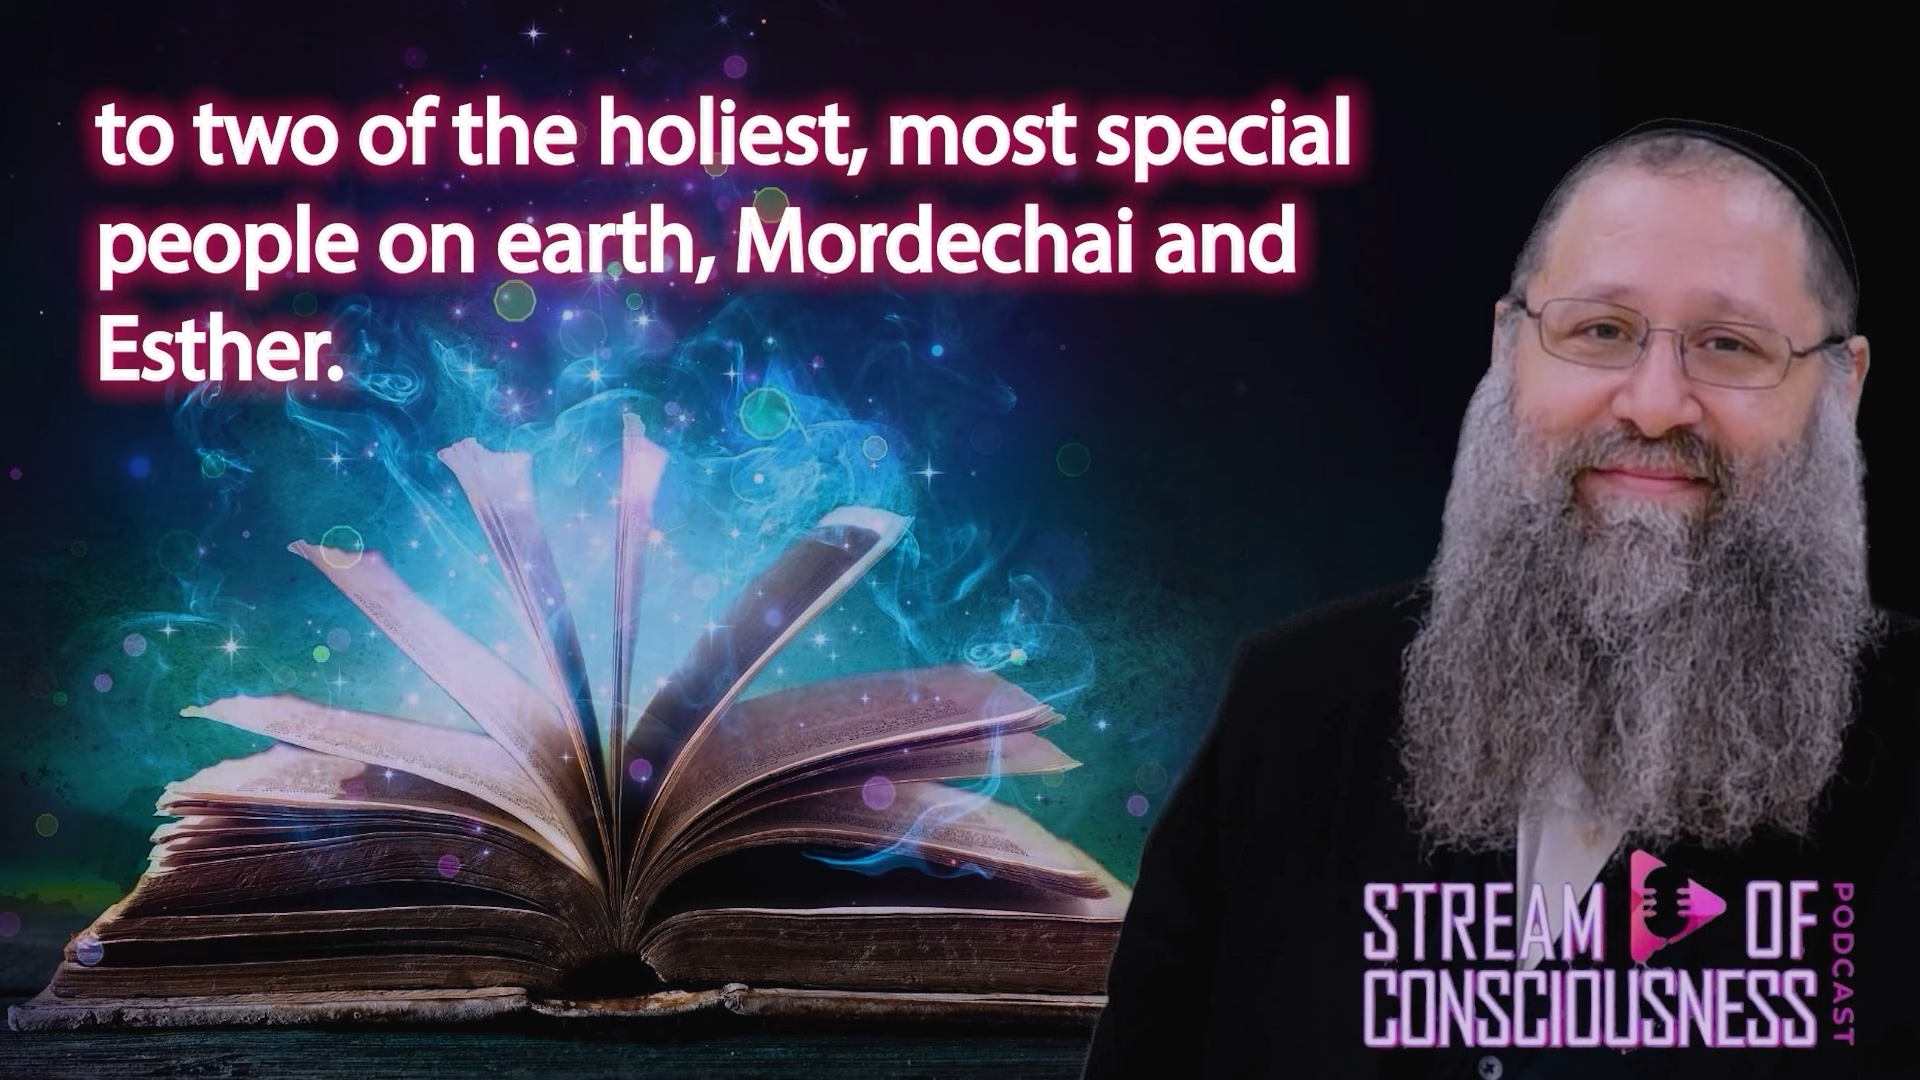 to two of the holiest, most special
people on earth, Mordechai and
Esther.
STREAM OF
CONSCIOUSNESS
PODCAST